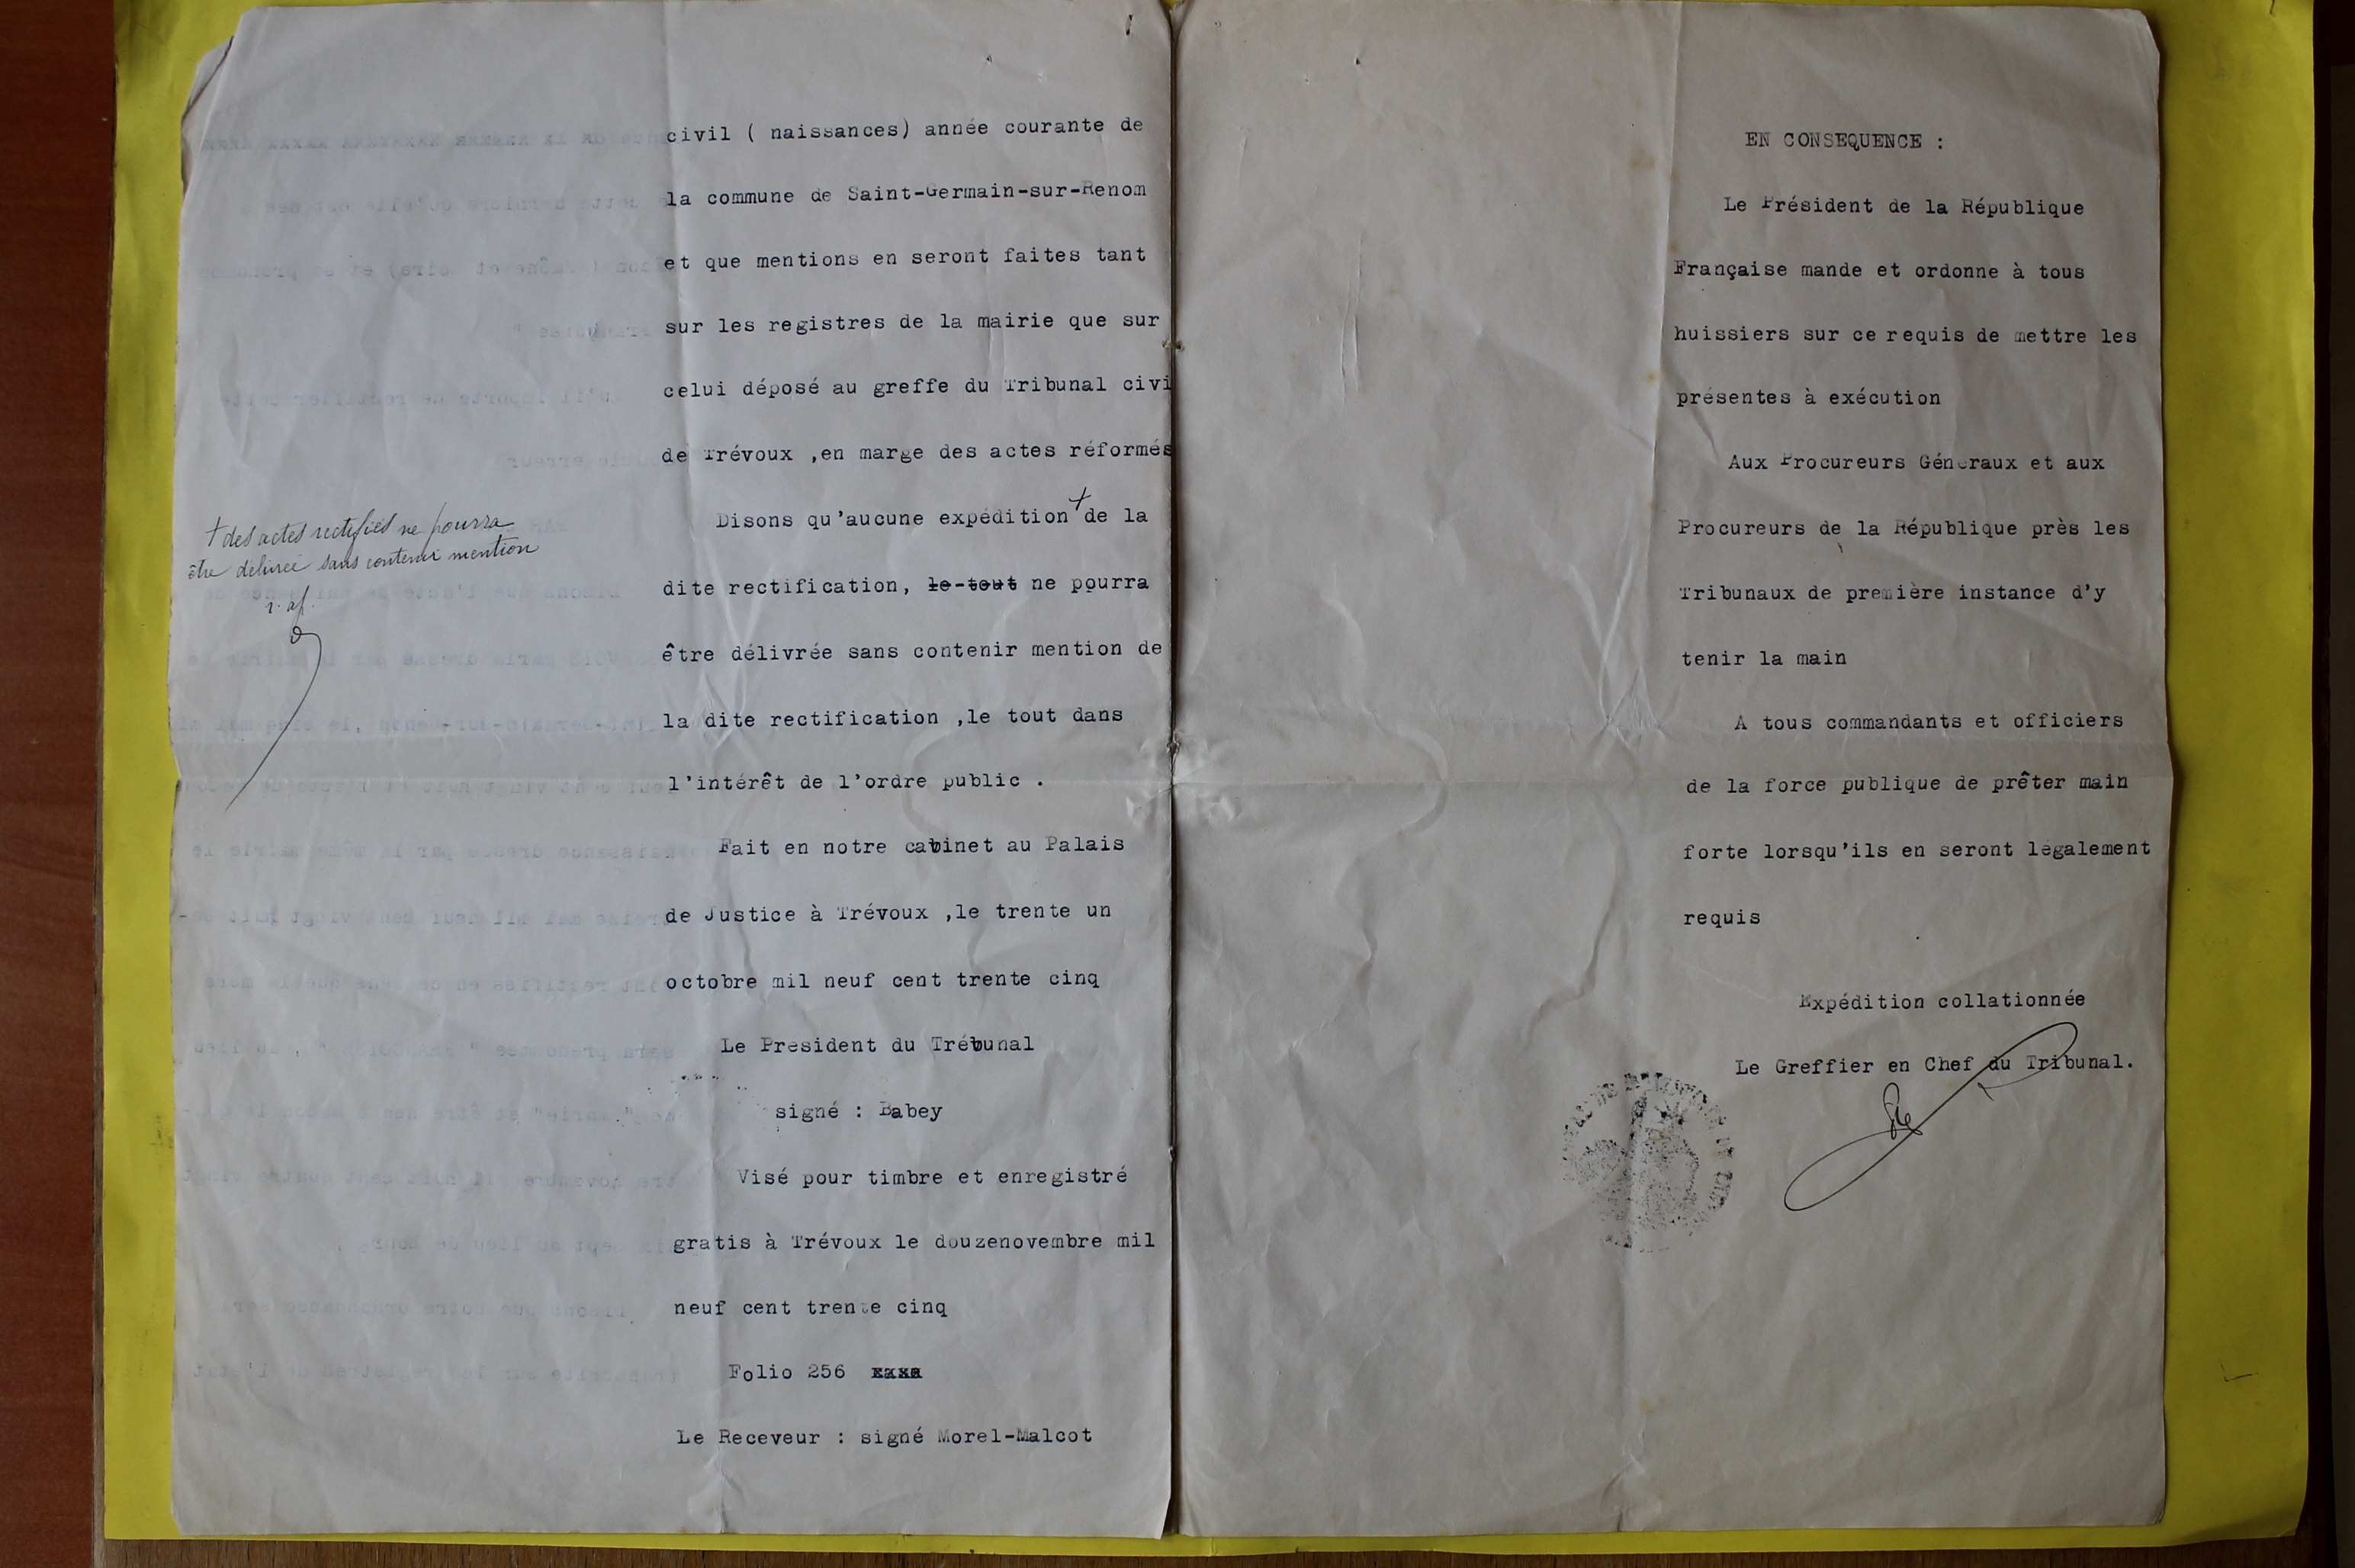 civil ( naissances) année courante de
la commune de Saint-Germain-sur-Renom
et que mentions en seront faites tant
sur les registres de la mairie que sur
celui déposé au greffe du Tribunal civi
de Trévoux ,en marge des actes réformés
Disons qu'aucune expédition + de la
dite rectification, le-tout ne pourra
être délivrée sans contenir mention de
la dite rectification ,le tout dans
l'intérêt de l'ordre public .
Fait en notre cabinet au Palais
de Justice à Trévoux ,le trente un
octobre mil neuf cent trente cinq
Le President du Trébunal
signé : Babey
Visé pour timbre et enregistré
gratis à Trévoux le douzenovembre mil
neuf cent trente cinq
Folio 256
Le Receveur : signé Morel-Malcot
+ des actes rectifiés ne pourra
être délivrée sans contenir mention
EN CONSEQUENCE :
Le Président de la République
Française mande et ordonne à tous
huissiers sur ce requis de mettre les
présentes à exécution
Aux Procureurs Généraux et aux
Procureurs de la République près les
Tribunaux de première instance d'y
tenir la main
A tous commandants et officiers
de la force publique de prêter main
forte lorsqu'ils en seront légalement
requis
Expédition collationnée
Le Greffier en Chef du Tribunal.